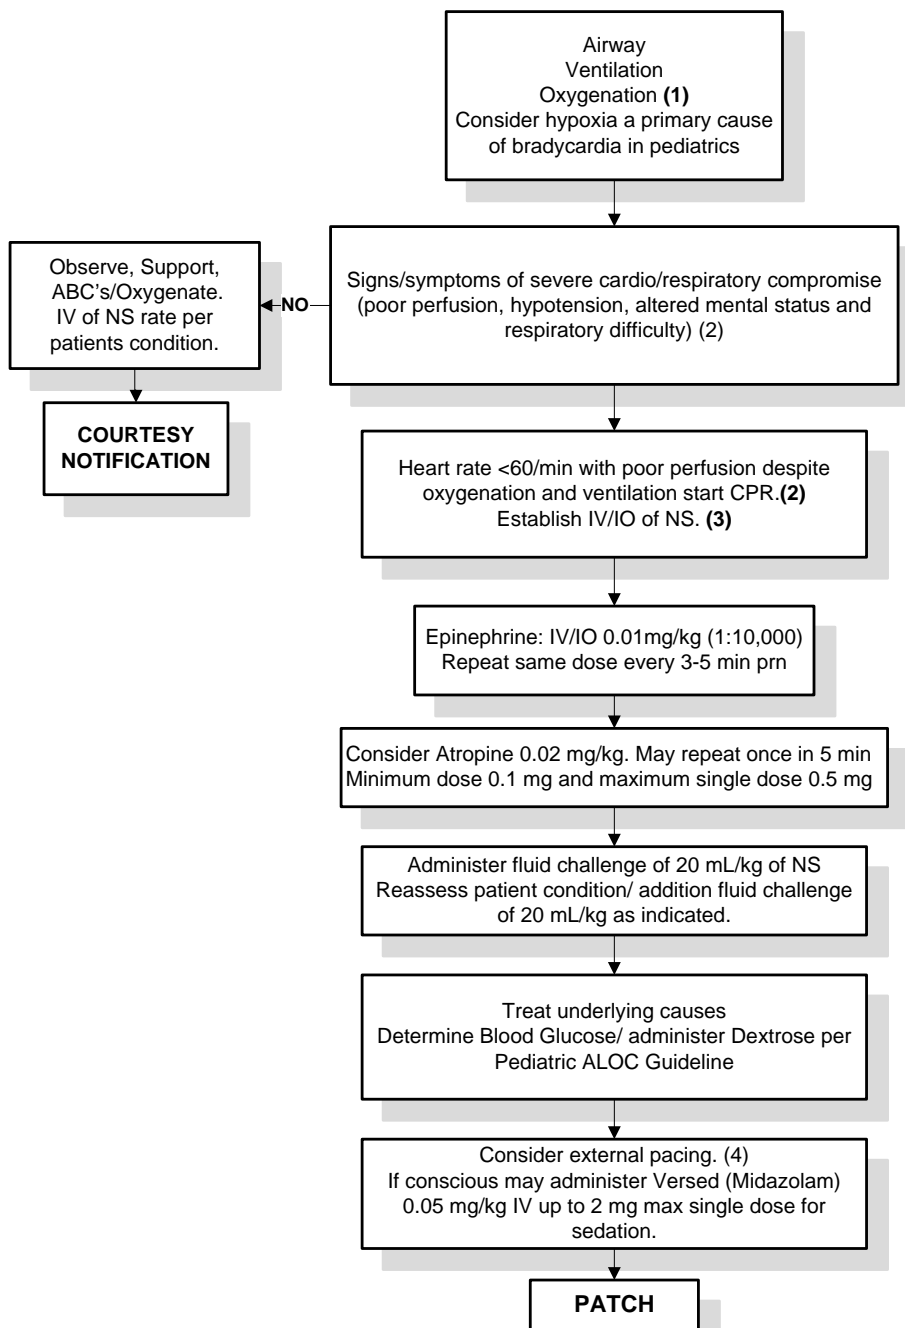 Airway
Ventilation
Oxygenation (1)
Consider hypoxia a primary cause
of bradycardia in pediatrics
Signs/symptoms of severe cardio/respiratory compromise
(poor perfusion, hypotension, altered mental status and
respiratory difficulty) (2)
NO
Observe, Support,
ABC's/Oxygenate.
IV of NS rate per
patients condition.
COURTESY
NOTIFICATION
Heart rate <60/min with poor perfusion despite
oxygenation and ventilation start CPR.(2)
Establish IV/IO of NS. (3)
Epinephrine: IV/IO 0.01mg/kg (1:10,000)
Repeat same dose every 3-5 min prn
Consider Atropine 0.02 mg/kg. May repeat once in 5 min
Minimum dose 0.1 mg and maximum single dose 0.5 mg
Administer fluid challenge of 20 mL/kg of NS
Reassess patient condition/ addition fluid challenge
of 20 mL/kg as indicated.
Treat underlying causes
Determine Blood Glucose/ administer Dextrose per
Pediatric ALOC Guideline
Consider external pacing. (4)
If conscious may administer Versed (Midazolam)
0.05 mg/kg IV up to 2 mg max single dose for
sedation.
PATCH